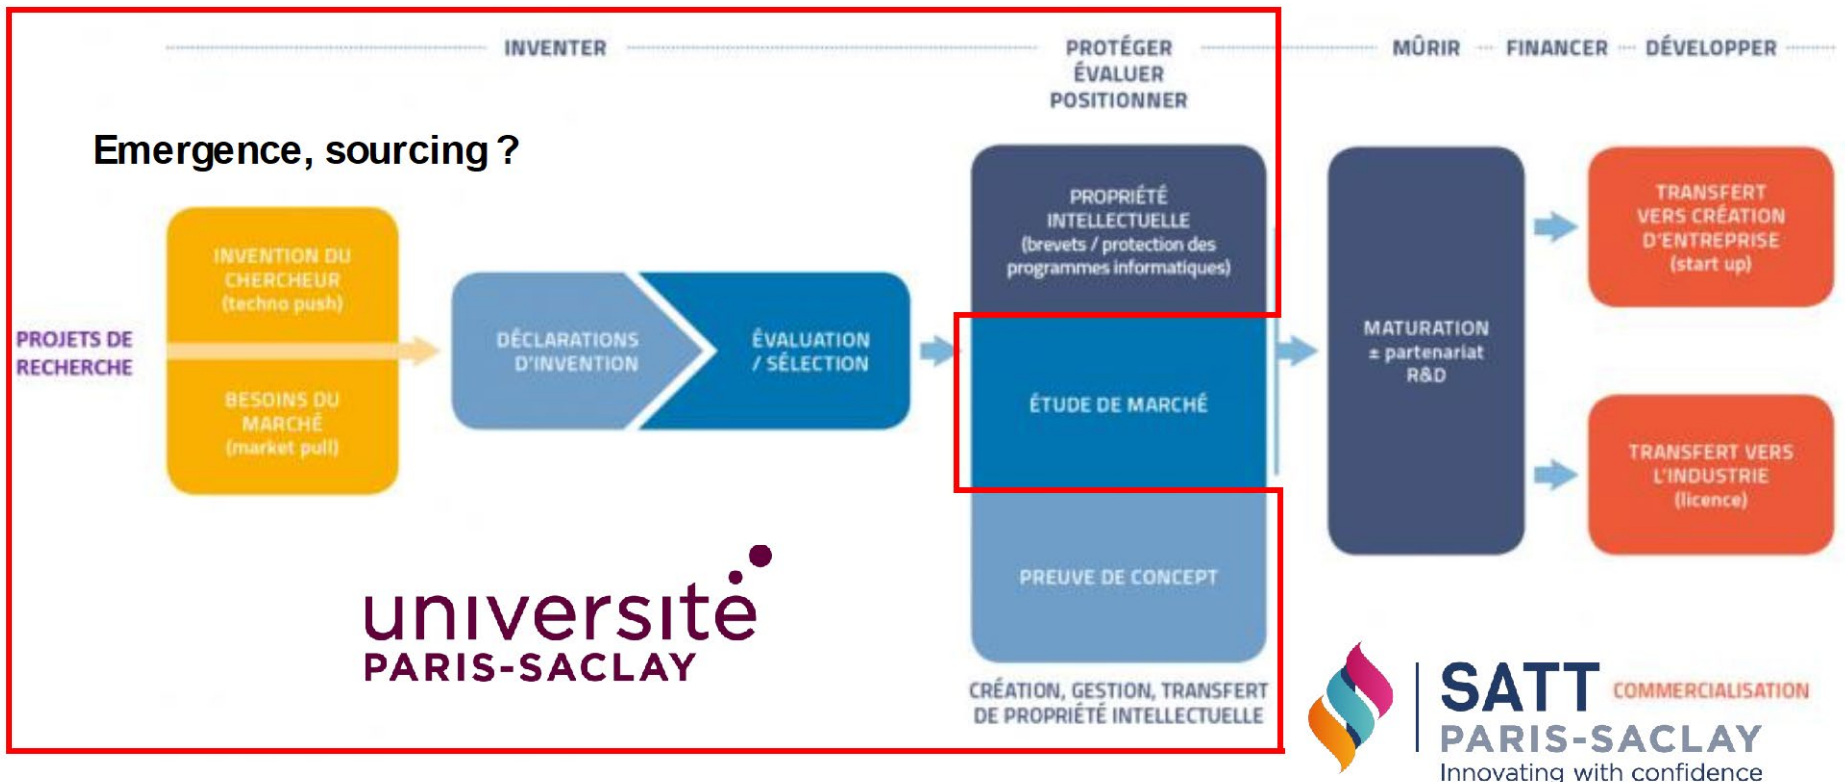 INVENTER
PROTÉGER
ÉVALUER
POSITIONNER
MÛRIR
FINANCER
DÉVELOPPER
Emergence, sourcing ?
PROJETS DE
RECHERCHE
INVENTION DU
CHERCHEUR
(techno push)
BESOINS DU
MARCHÉ
(market pull)
DÉCLARATIONS
D'INVENTION
ÉVALUATION
/ SÉLECTION
PROPRIÉTÉ
INTELLECTUELLE
(brevets / protection des
programmes informatiques)
ÉTUDE DE MARCHÉ
PREUVE DE CONCEPT
CRÉATION, GESTION, TRANSFERT
DE PROPRIÉTÉ INTELLECTUELLE
MATURATION
± partenariat
R&D
TRANSFERT
VERS CRÉATION
D'ENTREPRISE
(start up)
TRANSFERT VERS
L'INDUSTRIE
(licence)
université
PARIS-SACLAY
SATT
COMMERCIALISATION
PARIS-SACLAY
Innovating with confidence